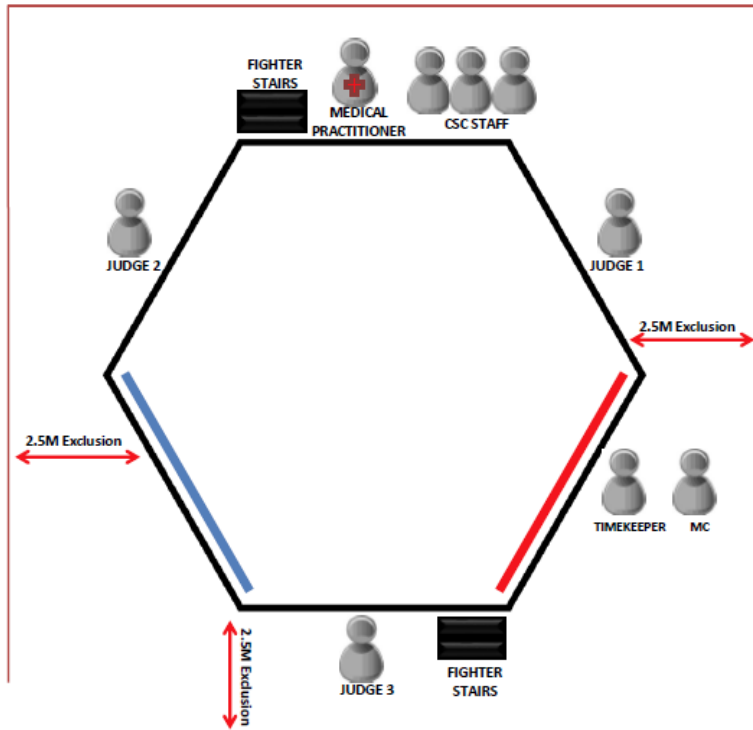 FIGHTER
STAIRS
MEDICAL
PRACTITIONER
CSC STAFF
JUDGE 2
JUDGE 1
2.5M Exclusion
2.5M Exclusion
TIMEKEEPER
MC
2.5M Exclusion
JUDGE 3
FIGHTER
STAIRS